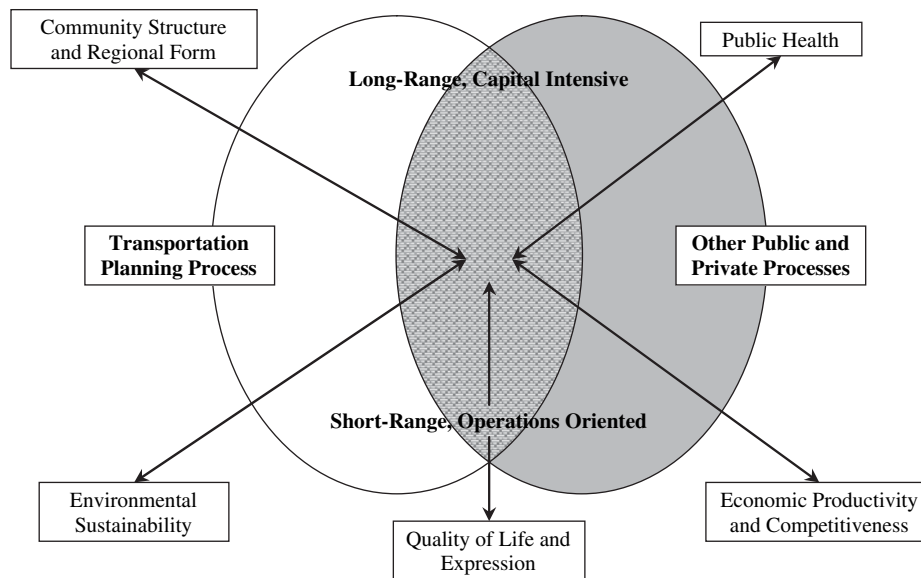 Community Structure
and Regional Form
Public Health
Long-Range, Capital Intensive
Transportation
Planning Process
Other Public and
Private Processes
Short-Range, Operations Oriented
Environmental
Sustainability
Quality of Life and
Expression
Economic Productivity
and Competitiveness